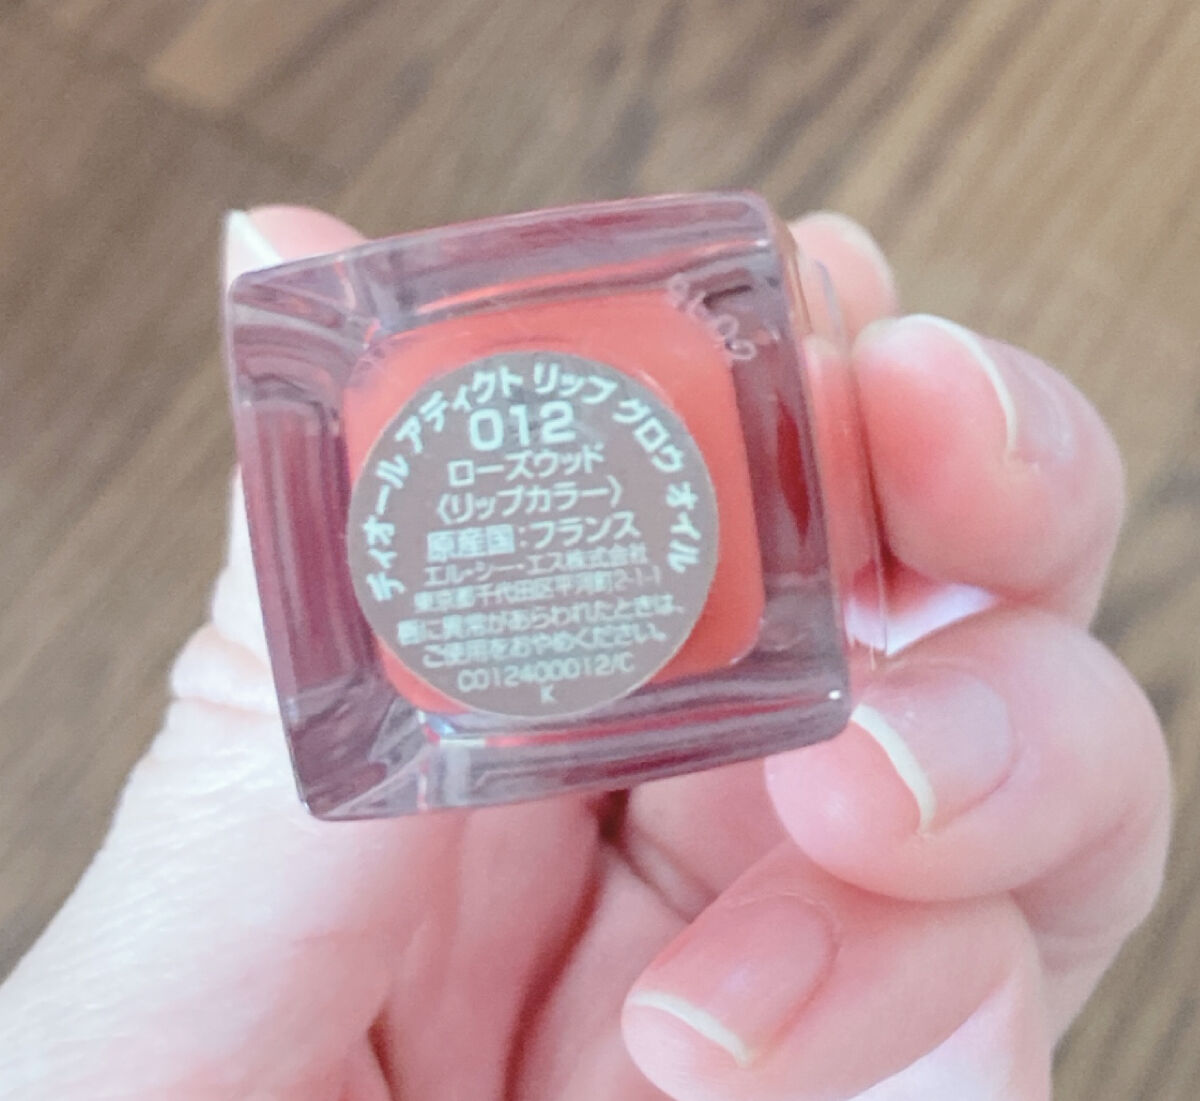 ディオール アディクト リップ グロウ オイル
012
ローズウッド
〈リップカラー〉
原産国：フランス
エル・シー・エス株式会社
東京都千代田区平河町2-1-1
唇に異常があらわれたときは、
ご使用をおやめください。
C012400012/C
K